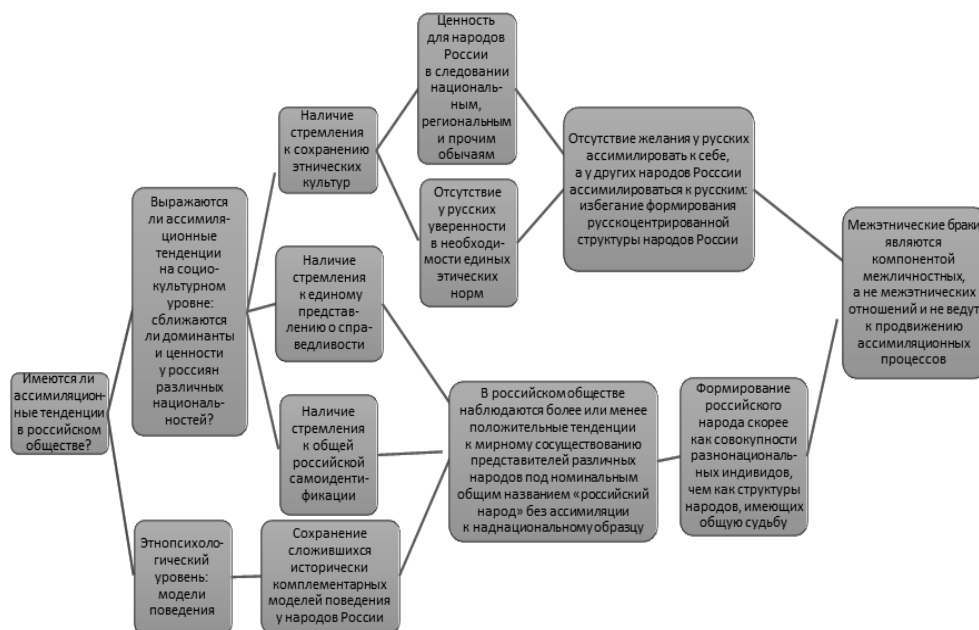 Имеются ли
ассимиляцион-
ные тенденции
в российском
обществе?
Выражаются
ли ассимиля-
ционные
тенденции
на социо-
культурном
уровне:
сближаются
ли доминанты
и ценности
у россиян
различных
националь-
ностей?
Этнопсихоло-
гический
уровень:
модели
поведения
Наличие
стремления
к сохранению
этнических
культур
Наличие
стремления
к единому
представ-
лению о спра-
ведливости
Наличие
стремления
к общей
российской
самоиденти-
фикации
Сохранение
сложившихся
исторически
комплементарных
моделей поведения
у народов России
Ценность
для народов
России
в следовании
националь-
ным,
региональным
и прочим
обычаям
Отсутствие
у русских
уверенности
в необходи-
мости единых
этических
норм
Отсутствие желания у русских
ассимилировать к себе,
а у других народов Росссии
ассимилироваться к русским:
избегание формирования
русскоцентрированной
структуры народов России
В российском обществе
наблюдаются более или менее
положительные тенденции
к мирному сосуществованию
представителей различных
народов под номинальным
общим названием «российский
народ» без ассимиляции
к наднациональному образцу
Формирование
российского
народа скорее
как совокупности
разнонациональ-
ных индивидов,
чем как структуры
народов, имеющих
общую судьбу
Межэтнические браки
являются
компонентой
межличностных,
а не межэтнических
отношений и не ведут
к продвижению
ассимиляционных
процессов